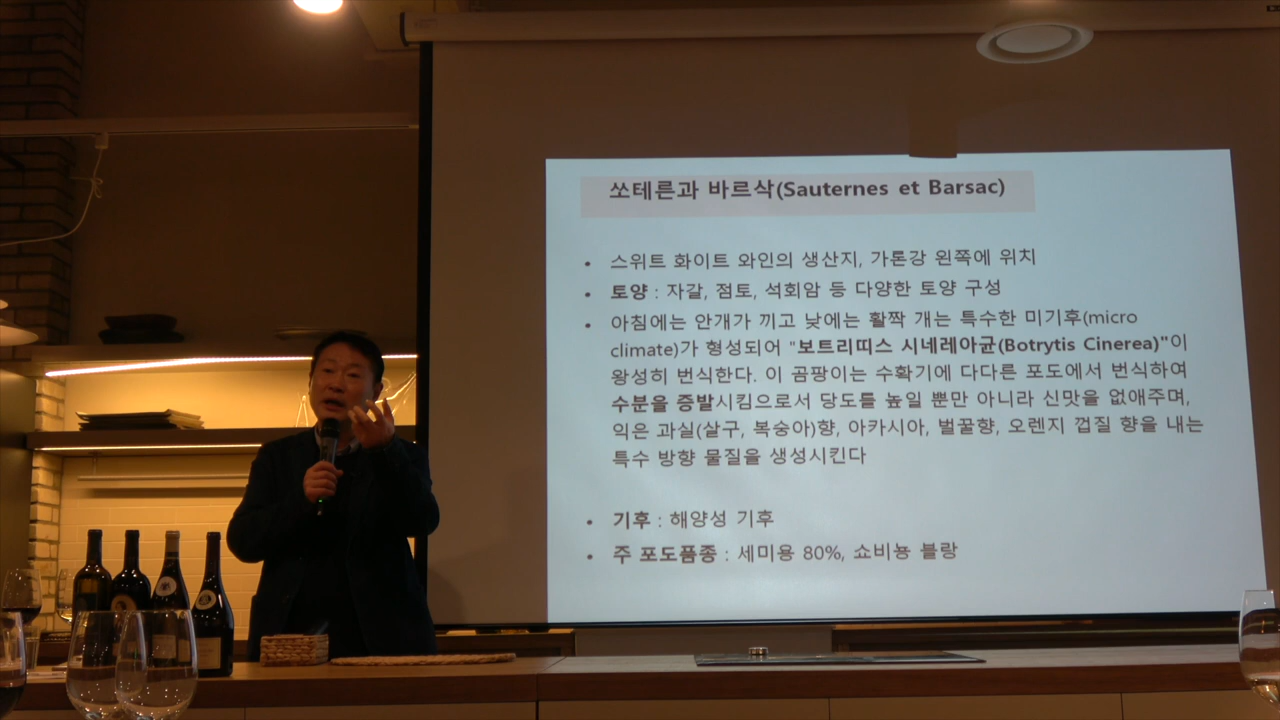 쏘테른과 바르삭(Sauternes et Barsac)
• 스위트 화이트 와인의 생산지, 가론강 왼쪽에 위치
• 토양 : 자갈, 점토, 석회암 등 다양한 토양 구성
• 아침에는 안개가 끼고 낮에는 활짝 개는 특수한 미기후(micro
climate)가 형성되어 "보트리띠스 시네레아균(Botrytis Cinerea)"이
왕성히 번식한다. 이 곰팡이는 수확기에 다다른 포도에서 번식하여
수분을 증발시킴으로서 당도를 높일 뿐만 아니라 신맛을 없애주며,
익은 과실(살구, 복숭아)향, 아카시아, 벌꿀향, 오렌지 껍질 향을 내는
특수 방향 물질을 생성시킨다
• 기후 : 해양성 기후
• 주 포도품종 : 세미용 80%, 쇼비뇽 블랑